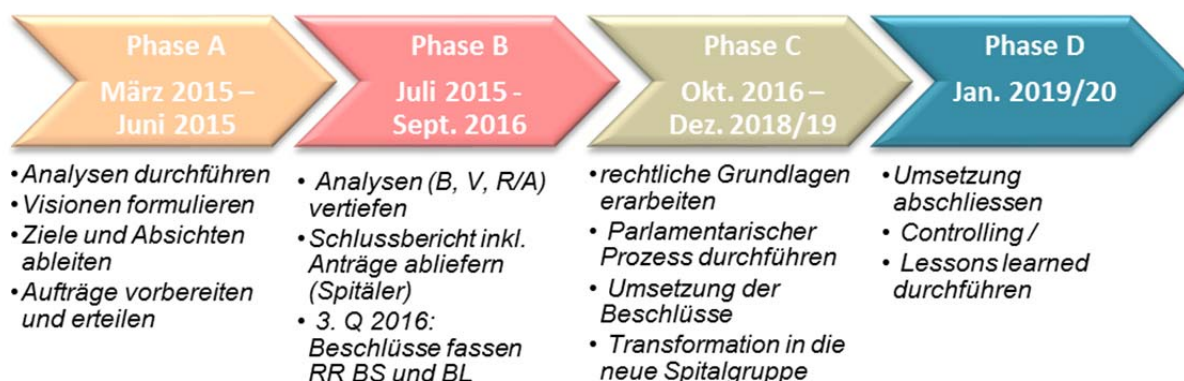 Phase A
März 2015 –
Juni 2015
• Analysen durchführen
• Visionen formulieren
• Ziele und Absichten
ableiten
• Aufträge vorbereiten
und erteilen
Phase B
Juli 2015 -
Sept. 2016
• Analysen (B, V, R/A)
vertiefen
• Schlussbericht inkl.
Anträge abliefern
(Spitäler)
• 3. Q 2016:
Beschlüsse fassen
RR BS und BL
Phase C
Okt. 2016 –
Dez. 2018/19
• rechtliche Grundlagen
erarbeiten
• Parlamentarischer
Prozess durchführen
• Umsetzung der
Beschlüsse
• Transformation in die
neue Spitalgruppe
Phase D
Jan. 2019/20
• Umsetzung
abschliessen
• Controlling /
• Lessons learned
durchführen